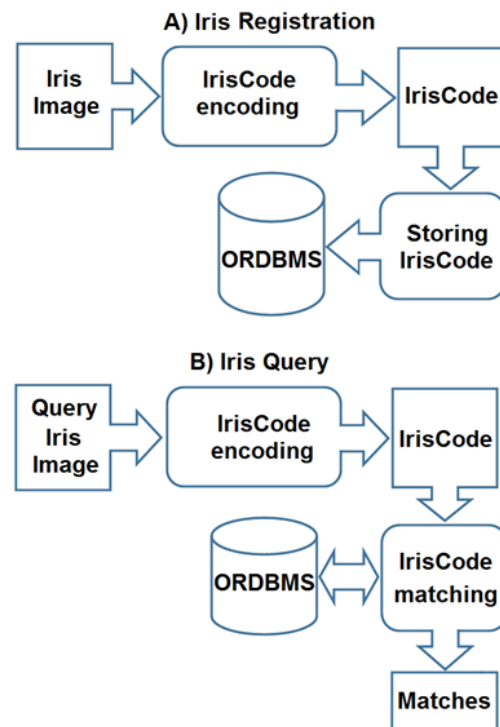 A) Iris Registration
Iris
Image
IrisCode
encoding
IrisCode
Storing
IrisCode
ORDBMS
B) Iris Query
Query
Iris
Image
IrisCode
encoding
IrisCode
IrisCode
matching
ORDBMS
Matches